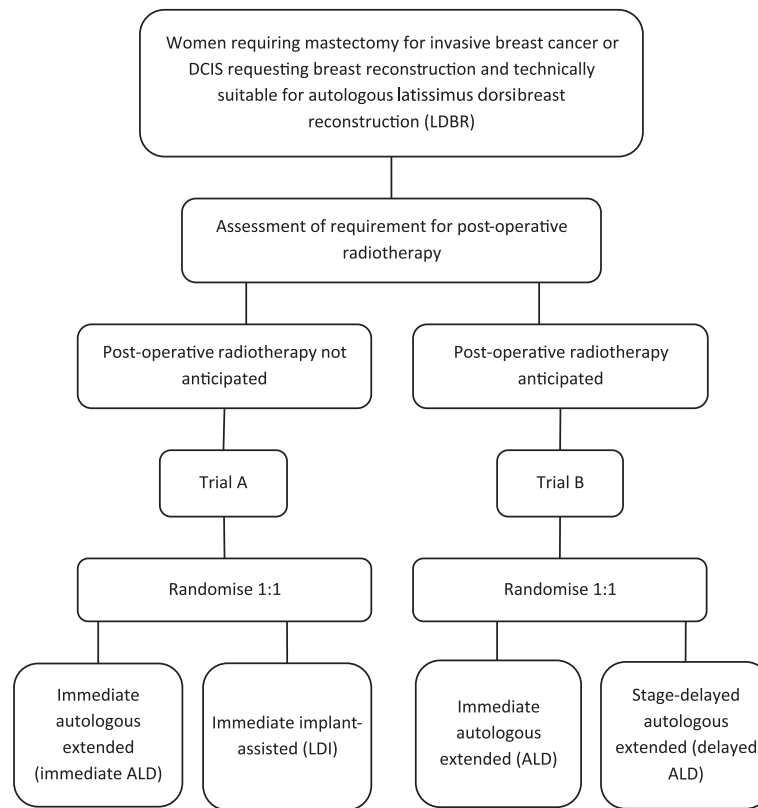 Women requiring mastectomy for invasive breast cancer or
DCIS requesting breast reconstruction and technically
suitable for autologous latissimus dorsibreast
reconstruction (LDBR)
Assessment of requirement for post-operative
radiotherapy
Post-operative radiotherapy not
anticipated
Post-operative radiotherapy
anticipated
Trial A
Trial B
Randomise 1:1
Randomise 1:1
Immediate
autologous
extended
(immediate ALD)
Immediate implant-
assisted (LDI)
Immediate
autologous
extended (ALD)
Stage-delayed
autologous
extended (delayed
ALD)